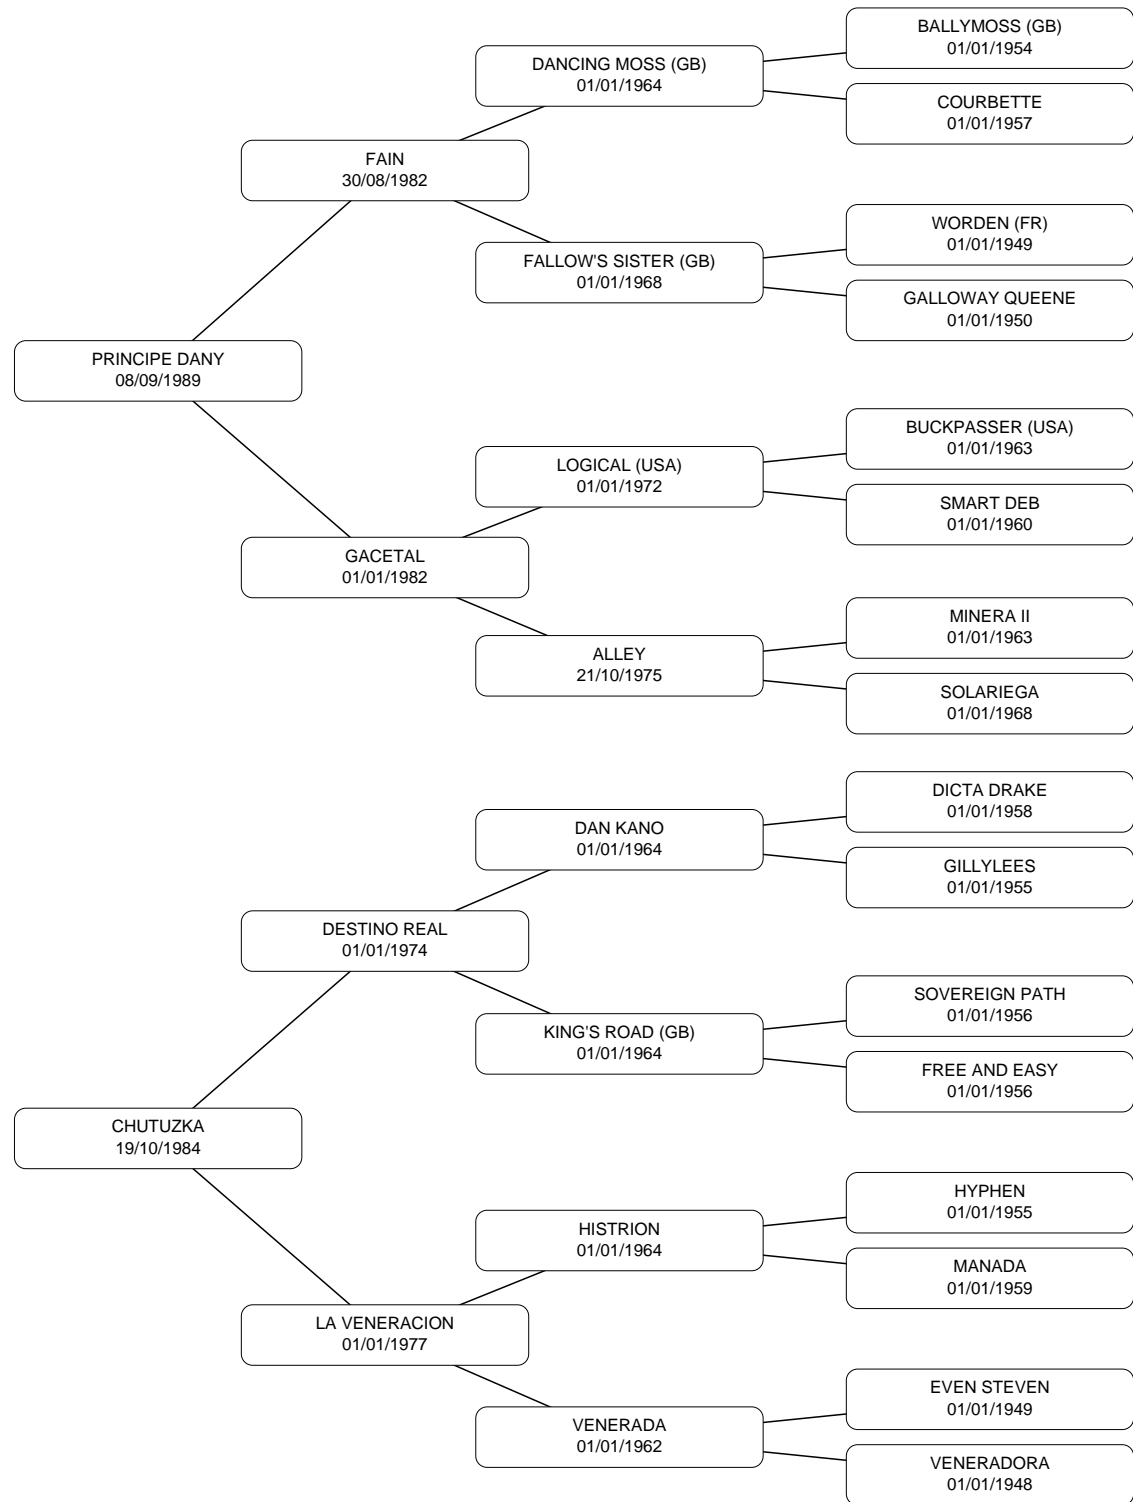 BALLYMOSS (GB)
01/01/1954
DANCING MOSS (GB)
01/01/1964
COURBETTE
01/01/1957
FAIN
30/08/1982
WORDEN (FR)
01/01/1949
FALLOW'S SISTER (GB)
01/01/1968
GALLOWAY QUEENE
01/01/1950
PRINCIPE DANY
08/09/1989
BUCKPASSER (USA)
01/01/1963
LOGICAL (USA)
01/01/1972
SMART DEB
01/01/1960
GACETAL
01/01/1982
MINERA II
01/01/1963
ALLEY
21/10/1975
SOLARIEGA
01/01/1968
DICTA DRAKE
01/01/1958
DAN KANO
01/01/1964
GILLYLEES
01/01/1955
DESTINO REAL
01/01/1974
SOVEREIGN PATH
01/01/1956
KING'S ROAD (GB)
01/01/1964
FREE AND EASY
01/01/1956
CHUTUZKA
19/10/1984
HYPHEN
01/01/1955
HISTRION
01/01/1964
MANADA
01/01/1959
LA VENERACION
01/01/1977
EVEN STEVEN
01/01/1949
VENERADA
01/01/1962
VENERADORA
01/01/1948